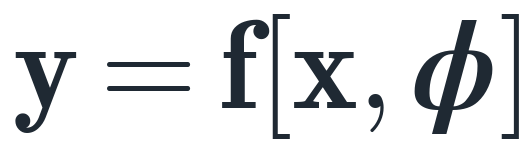 y = f[x, ϕ]